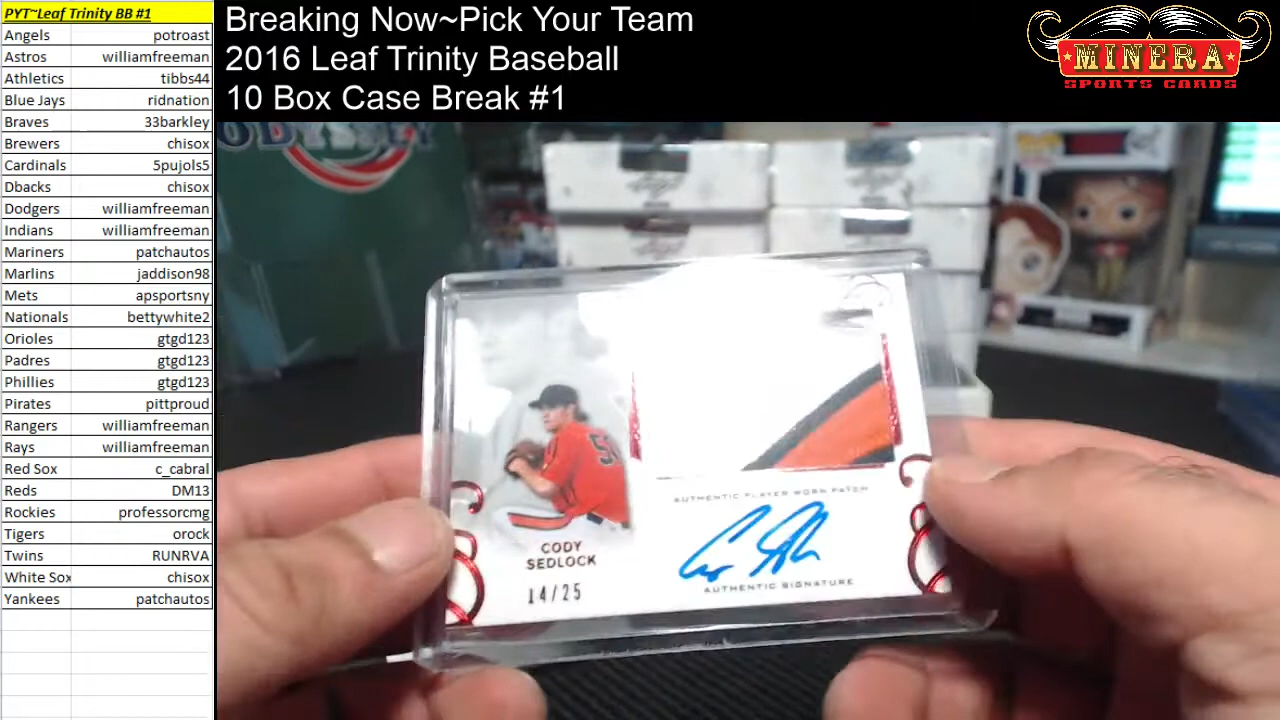 PYT~Leaf Trinity BB #1
Angels potroast
Astros williamfreeman
Athletics tibbs44
Blue Jays ridnation
Braves 33barkley
Brewers chisox
Cardinals 5pujols5
Dbacks chisox
Dodgers williamfreeman
Indians williamfreeman
Mariners patchautos
Marlins jaddison98
Mets apsportsny
Nationals bettywhite2
Orioles gtgd123
Padres gtgd123
Phillies gtgd123
Pirates pittproud
Rangers williamfreeman
Rays williamfreeman
Red Sox c_cabral
Reds DM13
Rockies professorcmg
Tigers orock
Twins RUNRVA
White Sox chisox
Yankees patchautos
Breaking Now~Pick Your Team
2016 Leaf Trinity Baseball
10 Box Case Break #1
MINERA
SPORTS CARDS
ODYSSEY
CODY
SEDLOCK
14/25
AUTHENTIC PLAYER WORN PATCH
AUTHENTIC SIGNATURE